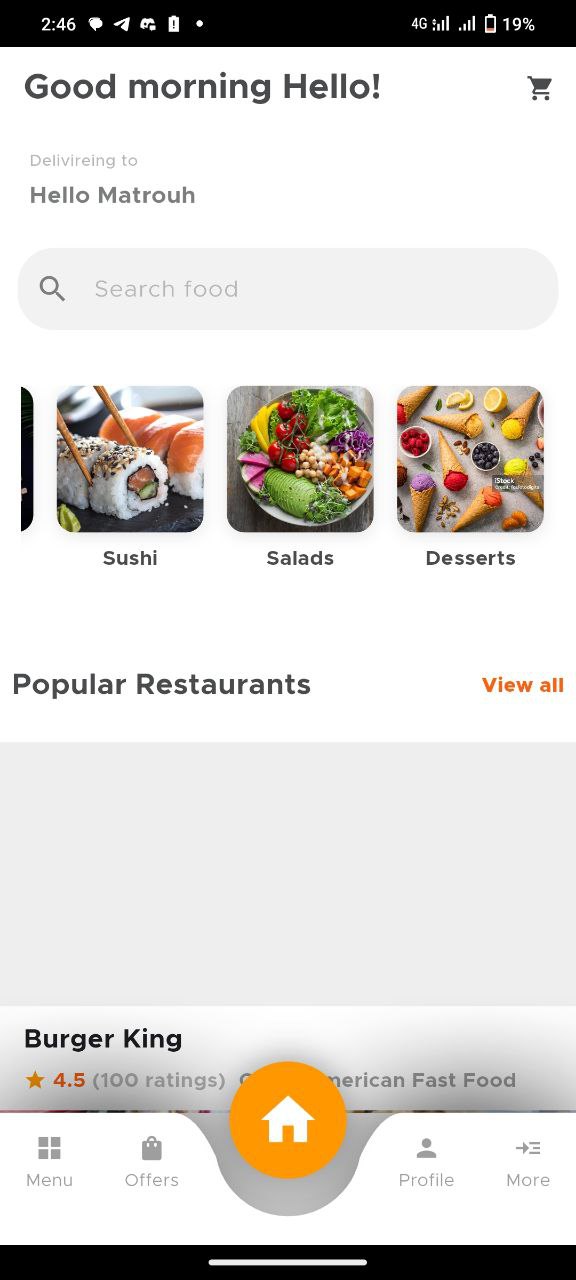 2:46 4G 19%
Good morning Hello!
Delivireing to
Hello Matrouh
Search food
iStock
Sushi Salads Desserts
Popular Restaurants View all
Burger King
4.5 (100 ratings) merican Fast Food
Menu Offers Profile More